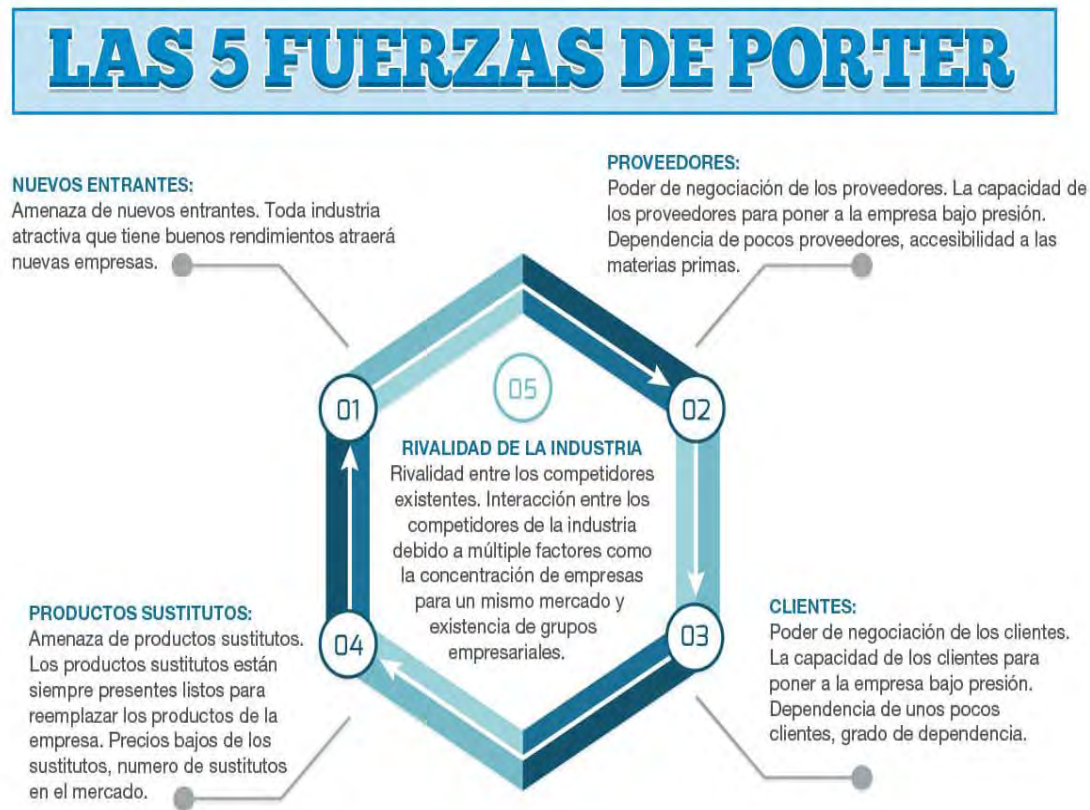 LAS 5 FUERZAS DE PORTER
NUEVOS ENTRANTES:
Amenaza de nuevos entrantes. Toda industria
atractiva que tiene buenos rendimientos atraerá
nuevas empresas.
PROVEEDORES:
Poder de negociación de los proveedores. La capacidad de
los proveedores para poner a la empresa bajo presión.
Dependencia de pocos proveedores, accesibilidad a las
materias primas.
01
02
05
RIVALIDAD DE LA INDUSTRIA
Rivalidad entre los competidores
existentes. Interacción entre los
competidores de la industria
debido a múltiple factores como
la concentración de empresas
para un mismo mercado y
existencia de grupos
empresariales.
03
CLIENTES:
Poder de negociación de los clientes.
La capacidad de los clientes para
poner a la empresa bajo presión.
Dependencia de unos pocos
clientes, grado de dependencia.
04
PRODUCTOS SUSTITUTOS:
Amenaza de productos sustitutos.
Los productos sustitutos están
siempre presentes listos para
reemplazar los productos de la
empresa. Precios bajos de los
sustitutos, numero de sustitutos
en el mercado.